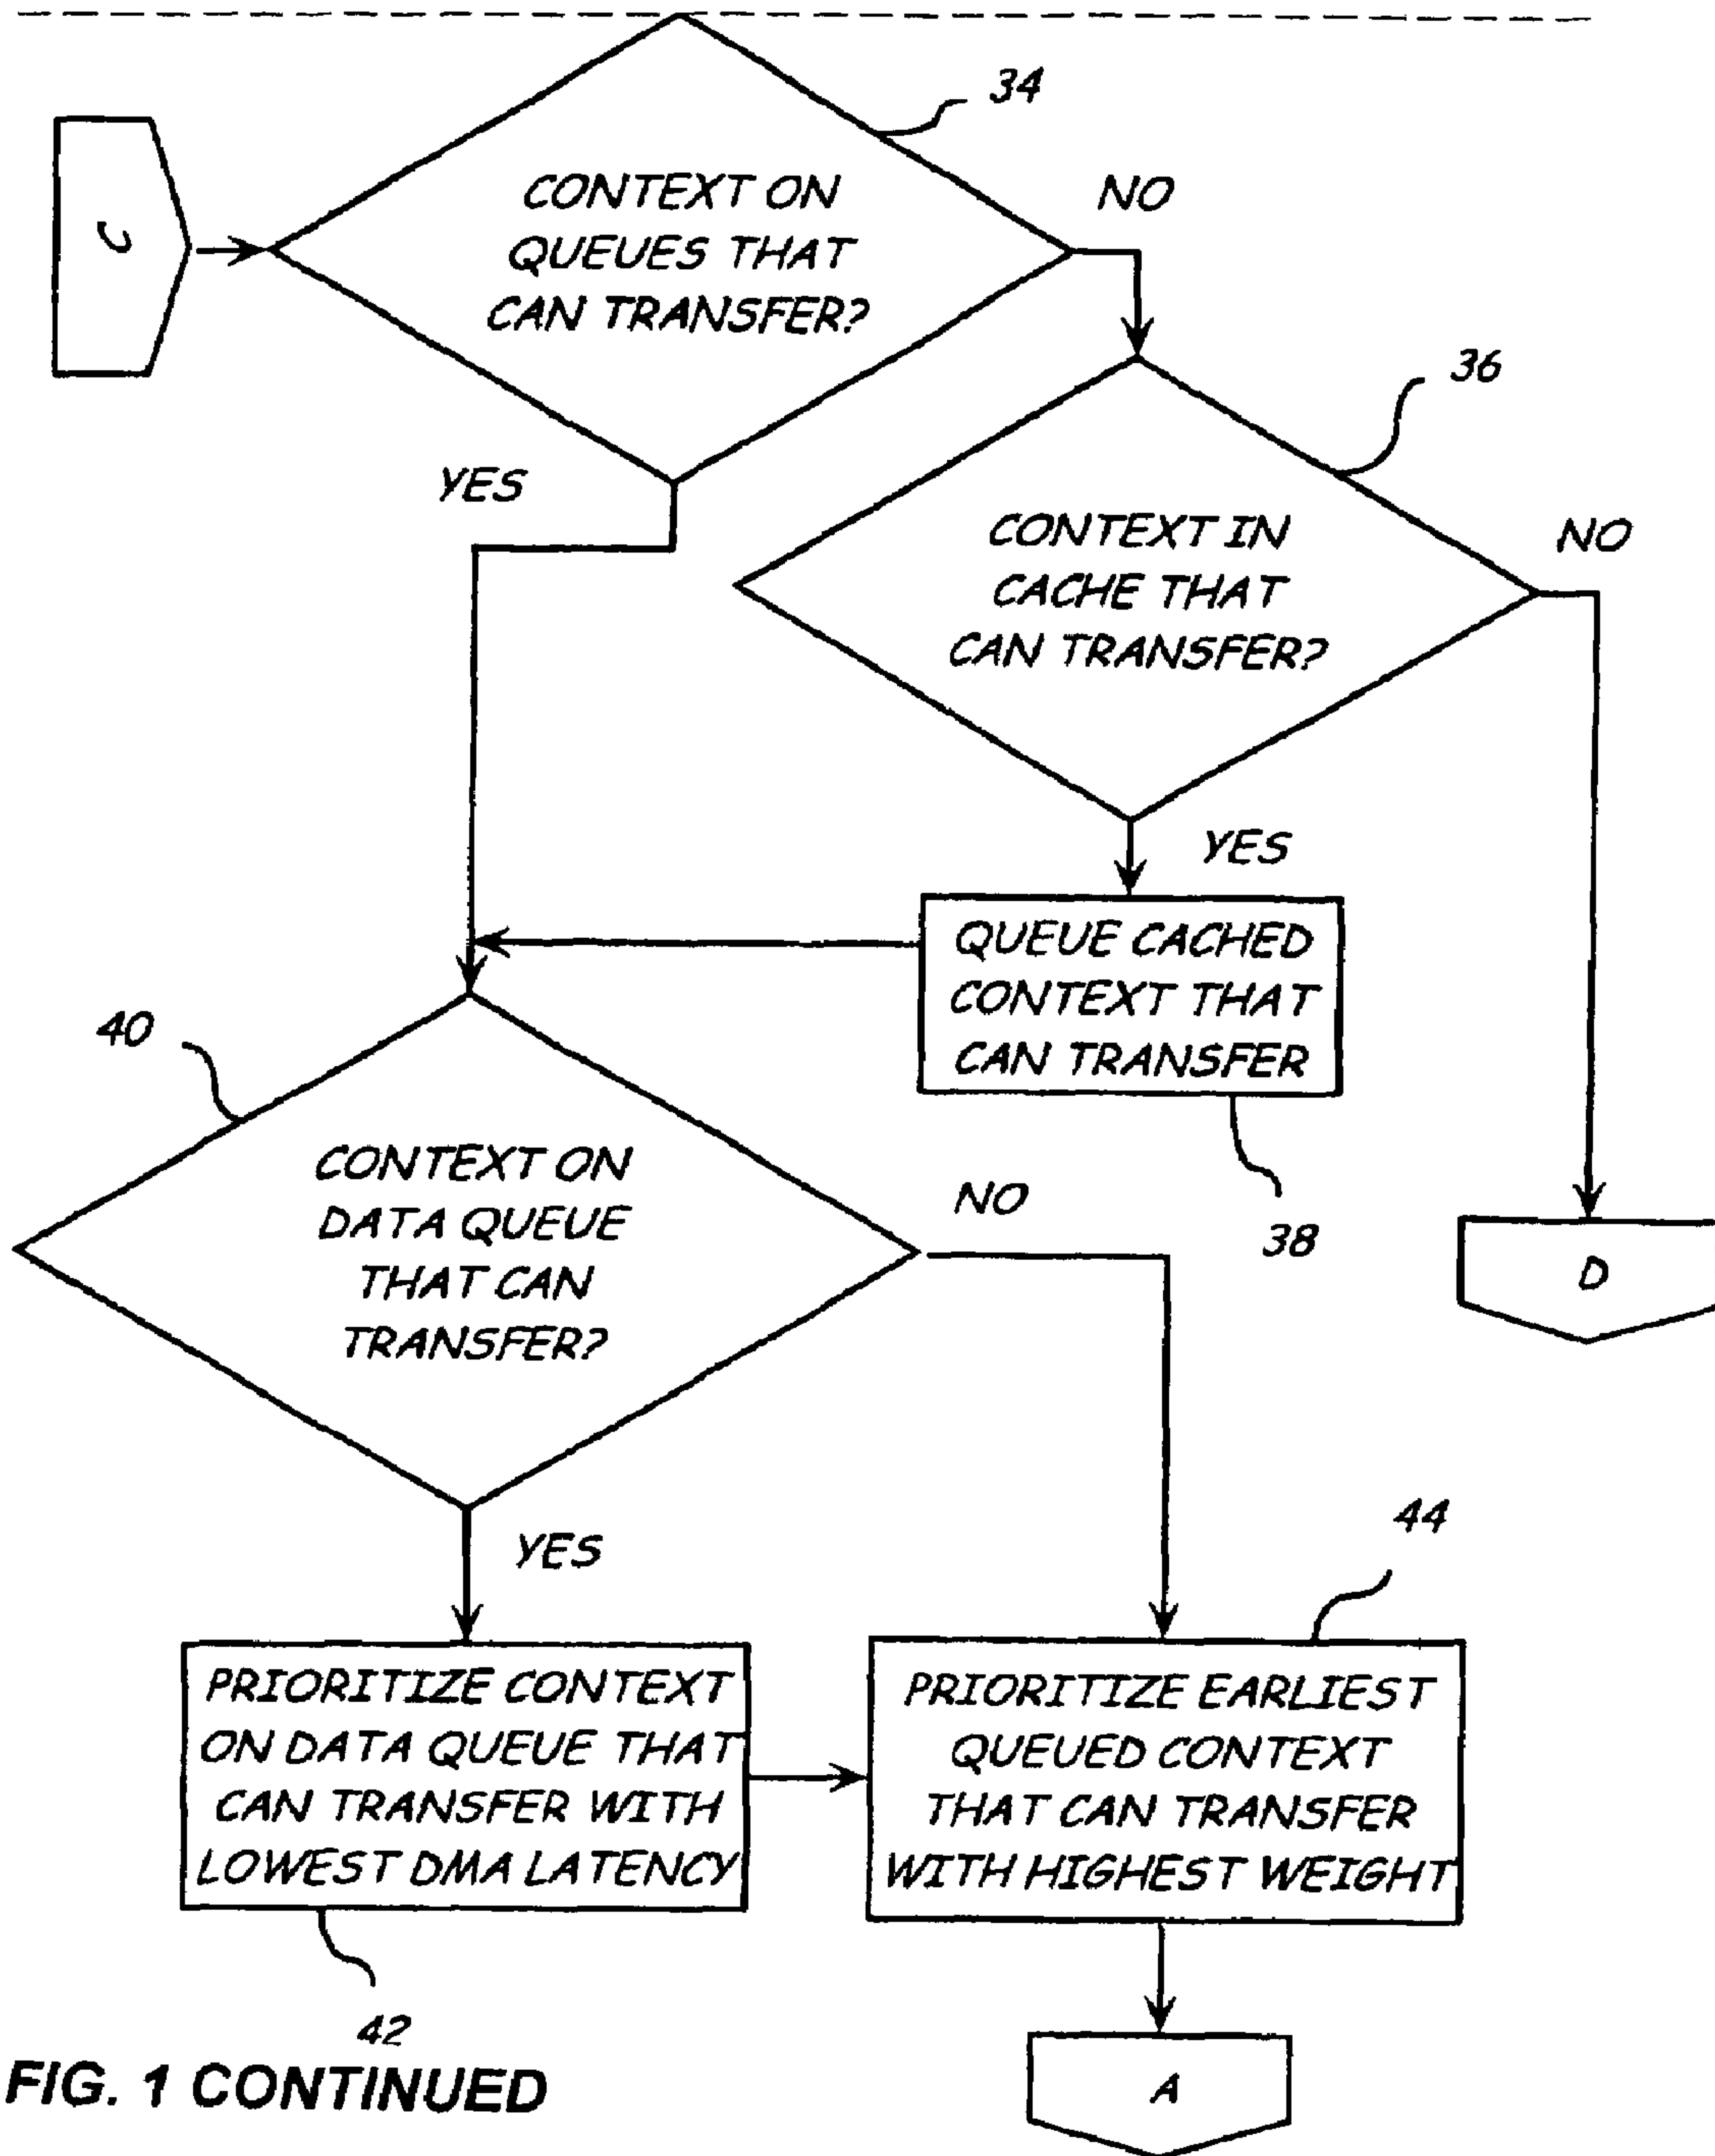 34
C
CONTEXT ON
QUEUES THAT
CAN TRANSFER?
NO
YES
36
CONTEXT IN
CACHE THAT
CAN TRANSFER?
NO
YES
QUEUE CACHED
CONTEXT THAT
CAN TRANSFER
38
40
CONTEXT ON
DATA QUEUE
THAT CAN
TRANSFER?
NO
D
YES
44
PRIORITIZE CONTEXT
ON DATA QUEUE THAT
CAN TRANSFER WITH
LOWEST DMA LATENCY
PRIORITIZE EARLIEST
QUEUED CONTEXT
THAT CAN TRANSFER
WITH HIGHEST WEIGHT
42
A
FIG. 1 CONTINUED